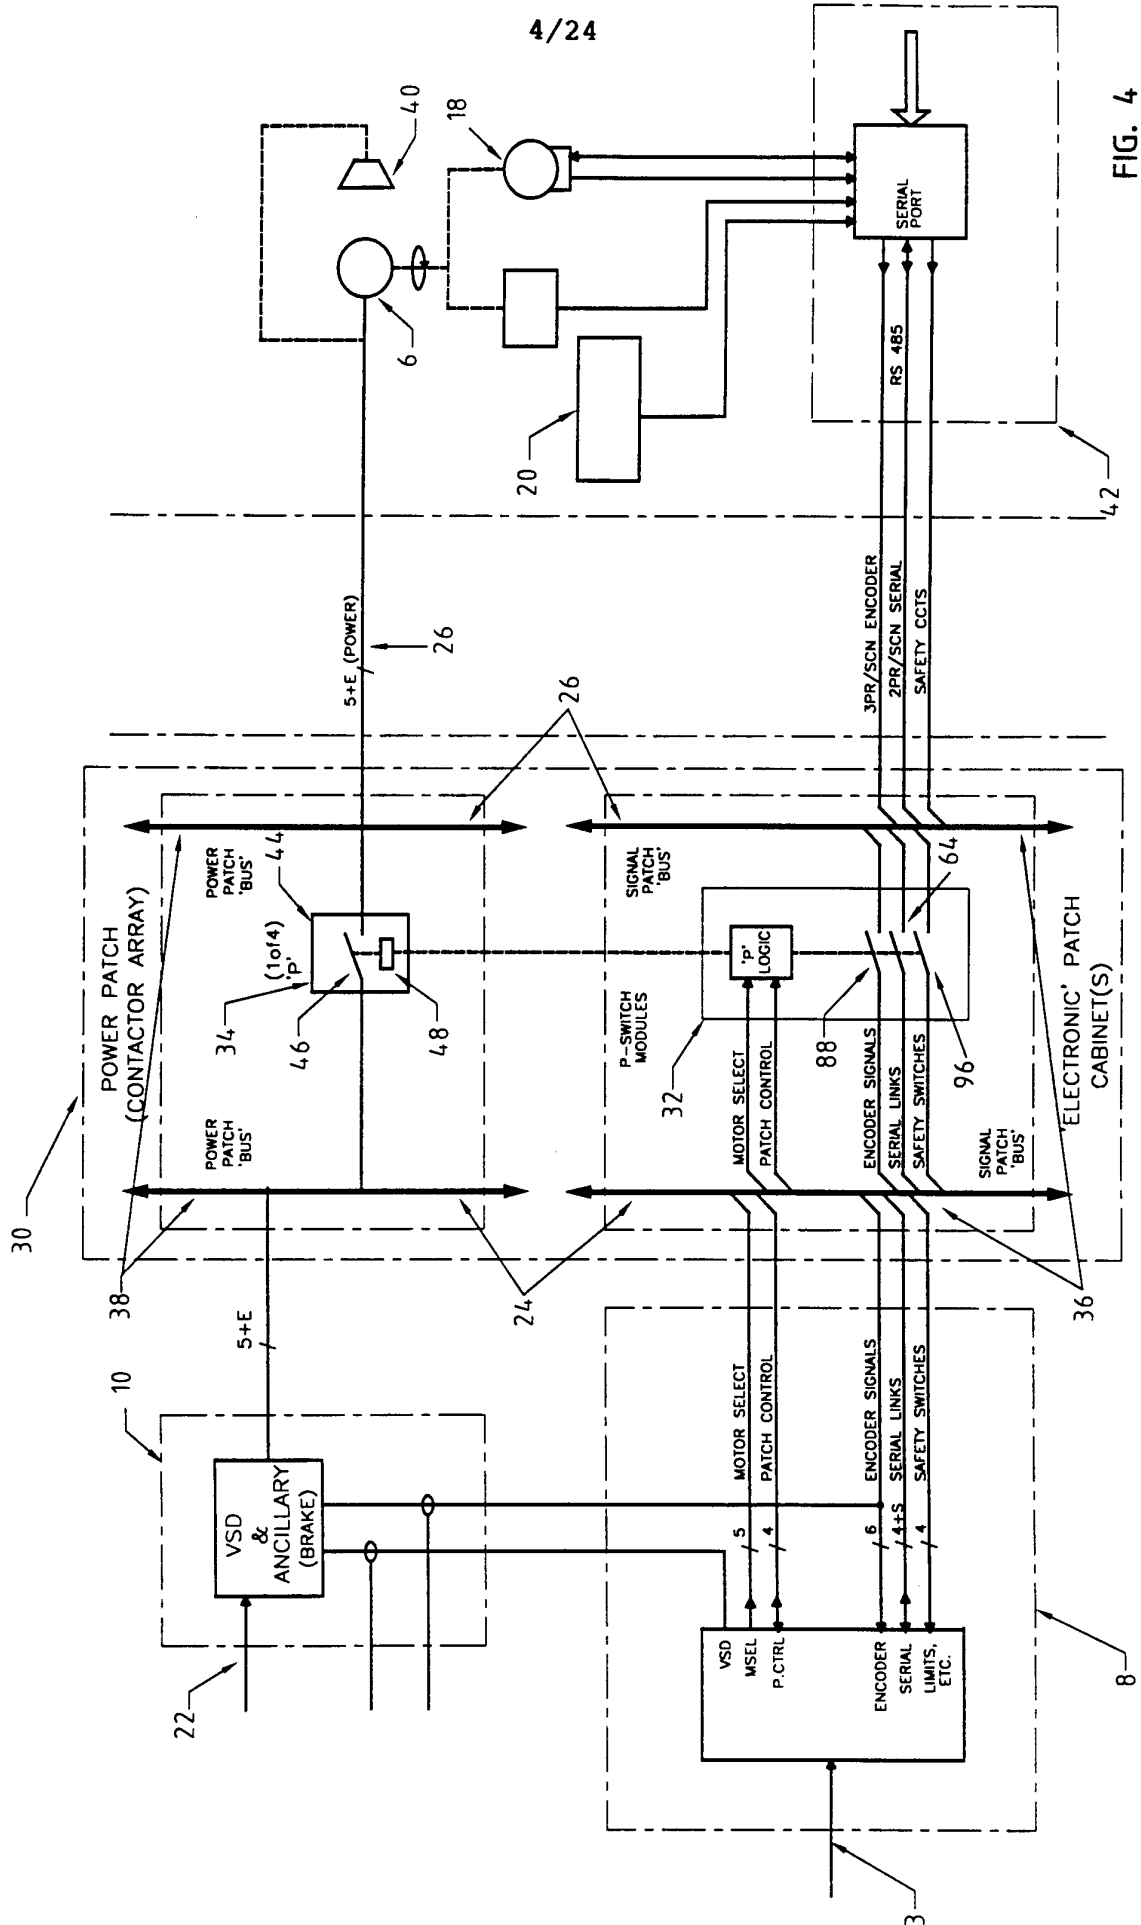 4/24
FIG. 4
30
POWER PATCH
(CONTACTOR ARRAY)
38
POWER
PATCH
'BUS'
POWER
PATCH
'BUS'
34
(1of4)
'P'
44
46
48
5+E
10
VSD
&
ANCILLARY
(BRAKE)
22
5+E (POWER)
26
26
24
6
40
18
20
SERIAL
PORT
RS 485
42
3PR/SCN ENCODER
2PR/SCN SERIAL
SAFETY CCTS
SIGNAL
PATCH
'BUS'
P-SWITCH
MODULES
32
'P'
LOGIC
64
88
96
MOTOR SELECT
PATCH CONTROL
ENCODER SIGNALS
SERIAL LINKS
SAFETY SWITCHES
SIGNAL
PATCH
'BUS'
'ELECTRONIC' PATCH
CABINET(S)
36
MOTOR SELECT
PATCH CONTROL
ENCODER SIGNALS
SERIAL LINKS
SAFETY SWITCHES
5
4
6
4+S
4
VSD
MSEL
P.CTRL
ENCODER
SERIAL
LIMITS,
ETC.
8
3